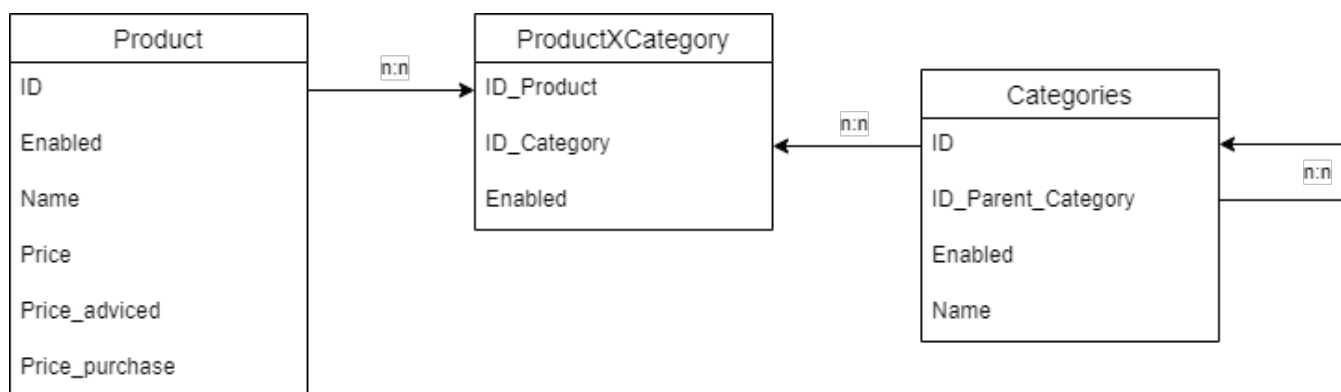 Product
ID
Enabled
Name
Price
Price_adviced
Price_purchase
n:n
ProductXCategory
ID_Product
ID_Category
Enabled
n:n
Categories
ID
ID_Parent_Category
Enabled
Name
n:n